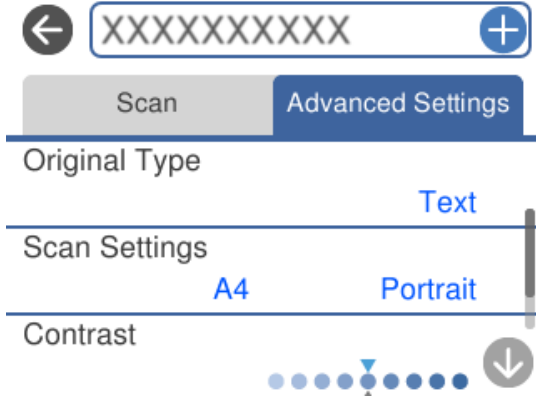 XXXXXXXXXX
Scan Advanced Settings
Original Type
Text
Scan Settings
A4 Portrait
Contrast